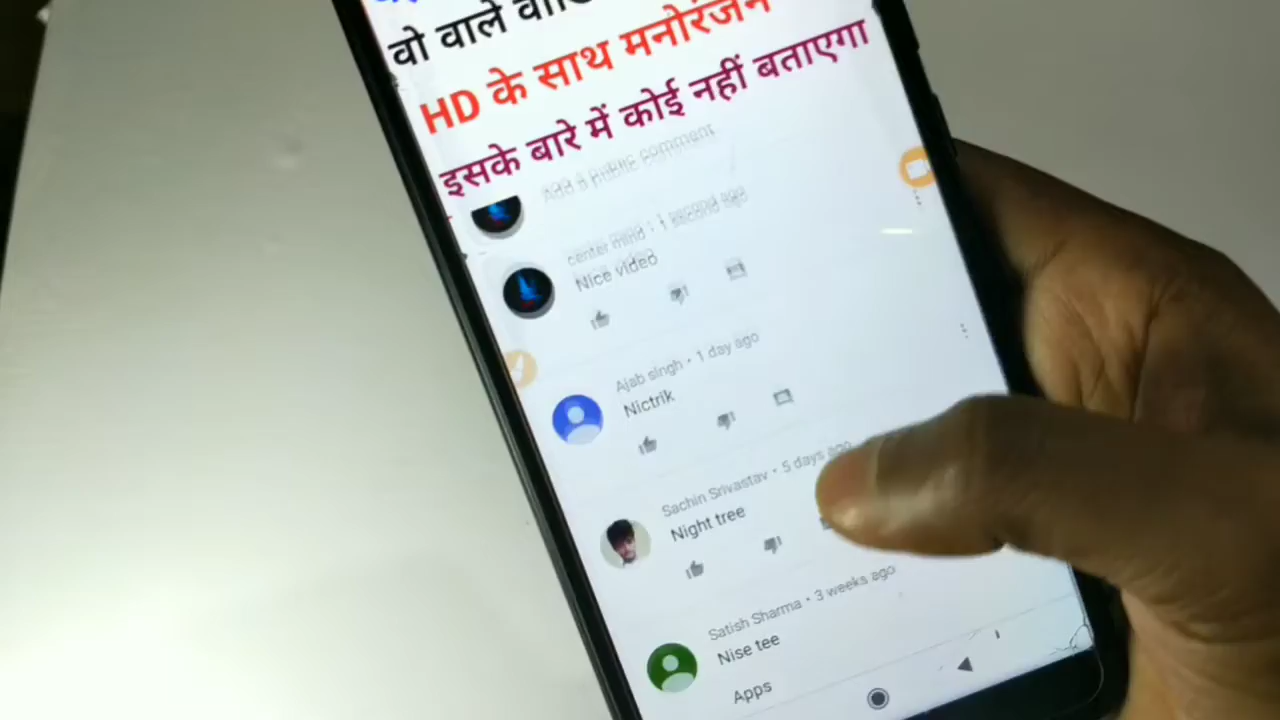 वो वाले
HD के साथ मनोरंजन
इसके बारे में कोई नहीं बताएगा
Add a public comment
center mind • 1 second ago
Nice video
Ajab singh • 1 day ago
Nictrik
Sachin Srivastav • 5 days ago
Night tree
Satish Sharma • 3 weeks ago
Nise tee
Apps